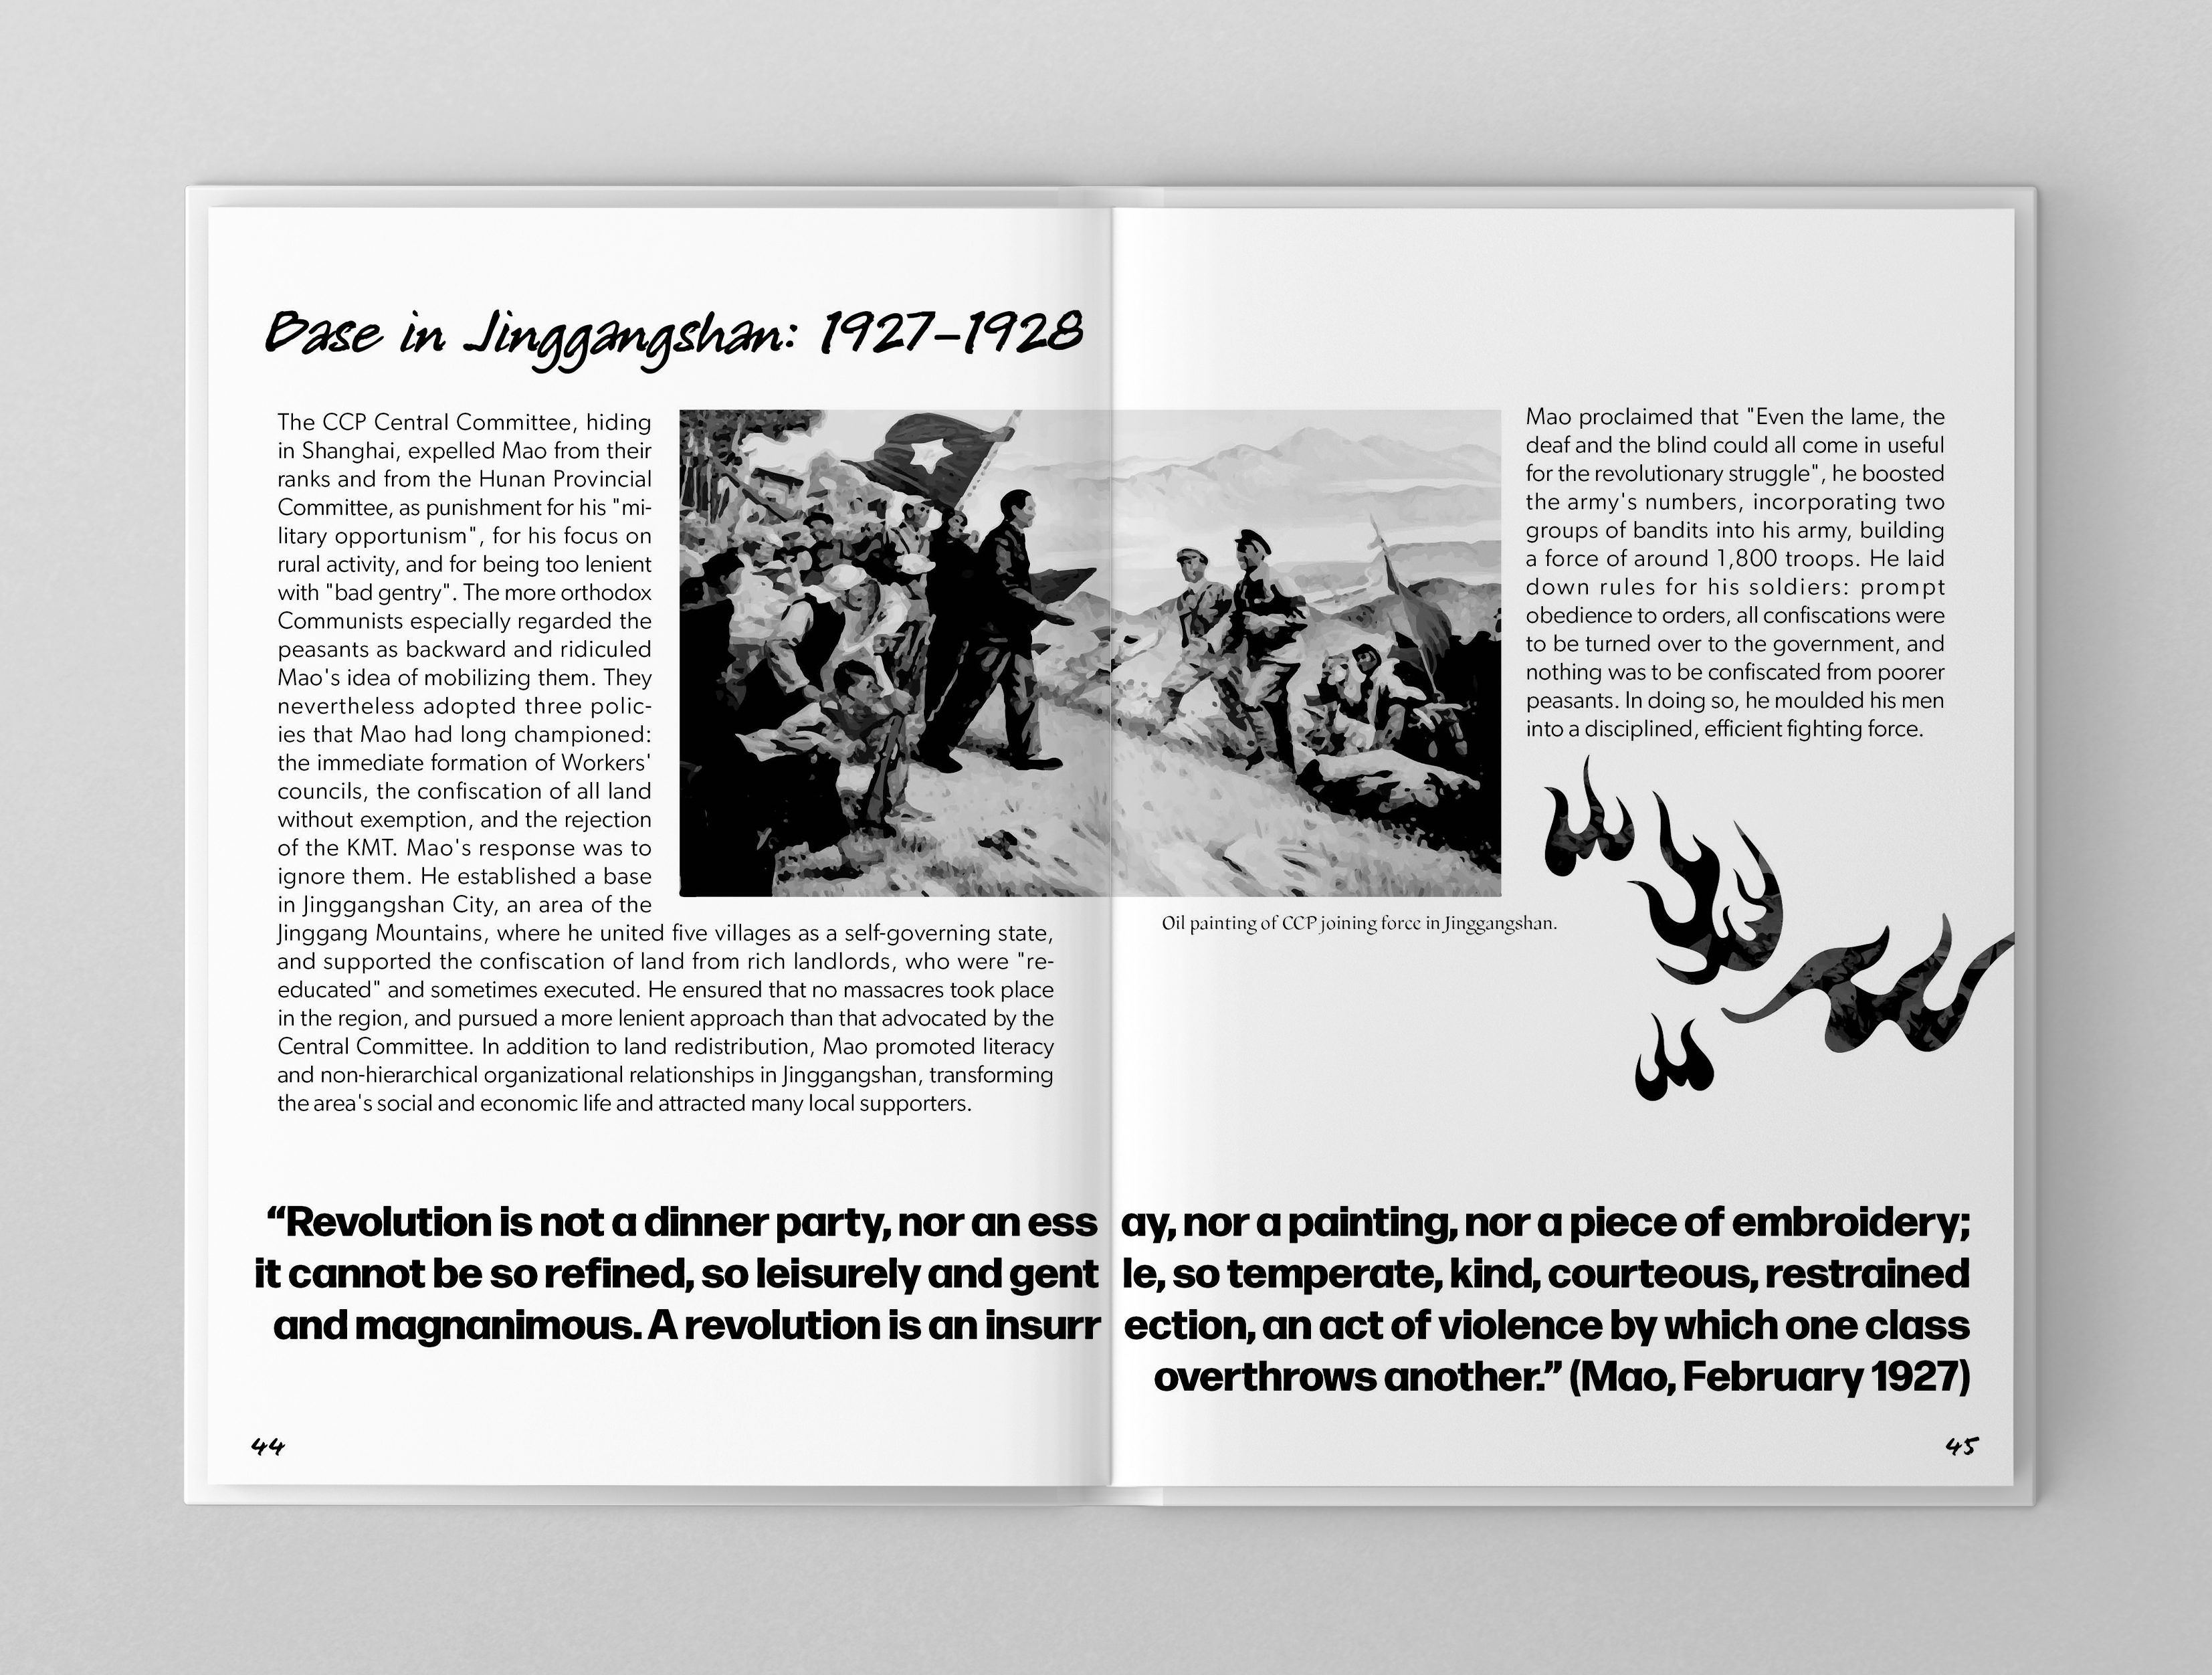 Base in Jinggangshan: 1927–1928
The CCP Central Committee, hiding
in Shanghai, expelled Mao from their
ranks and from the Hunan Provincial
Committee, as punishment for his "mi-
litary opportunism", for his focus on
rural activity, and for being too lenient
with "bad gentry". The more orthodox
Communists especially regarded the
peasants as backward and ridiculed
Mao's idea of mobilizing them. They
nevertheless adopted three polic-
ies that Mao had long championed:
the immediate formation of Workers'
councils, the confiscation of all land
without exemption, and the rejection
of the KMT. Mao's response was to
ignore them. He established a base
in Jinggangshan City, an area of the
Jinggang Mountains, where he united five villages as a self-governing state,
and supported the confiscation of land from rich landlords, who were "re-
educated" and sometimes executed. He ensured that no massacres took place
in the region, and pursued a more lenient approach than that advocated by the
Central Committee. In addition to land redistribution, Mao promoted literacy
and non-hierarchical organizational relationships in Jinggangshan, transforming
the area's social and economic life and attracted many local supporters.
Oil painting of CCP joining force in Jinggangshan.
Mao proclaimed that "Even the lame, the
deaf and the blind could all come in useful
for the revolutionary struggle", he boosted
the army's numbers, incorporating two
groups of bandits into his army, building
a force of around 1,800 troops. He laid
down rules for his soldiers: prompt
obedience to orders, all confiscations were
to be turned over to the government, and
nothing was to be confiscated from poorer
peasants. In doing so, he moulded his men
into a disciplined, efficient fighting force.
“Revolution is not a dinner party, nor an ess ay, nor a painting, nor a piece of embroidery;
it cannot be so refined, so leisurely and gent le, so temperate, kind, courteous, restrained
and magnanimous. A revolution is an insurr ection, an act of violence by which one class
overthrows another.” (Mao, February 1927)
44
45